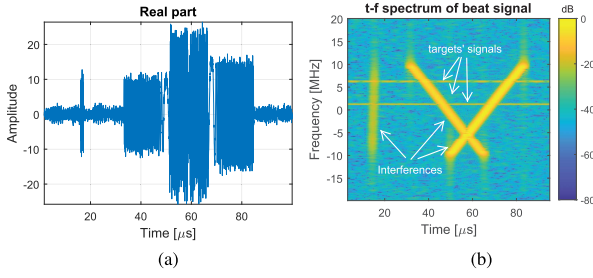 Real part
Amplitude
20
10
0
-10
-20
20 40 60 80
Time [μs]
(a)
t-f spectrum of beat signal
Frequency [MHz]
20
15
10
5
0
-5
-10
-15
targets' signals
Interferences
20 40 60 80
Time [μs]
dB
0
-20
-40
-60
-80
(b)